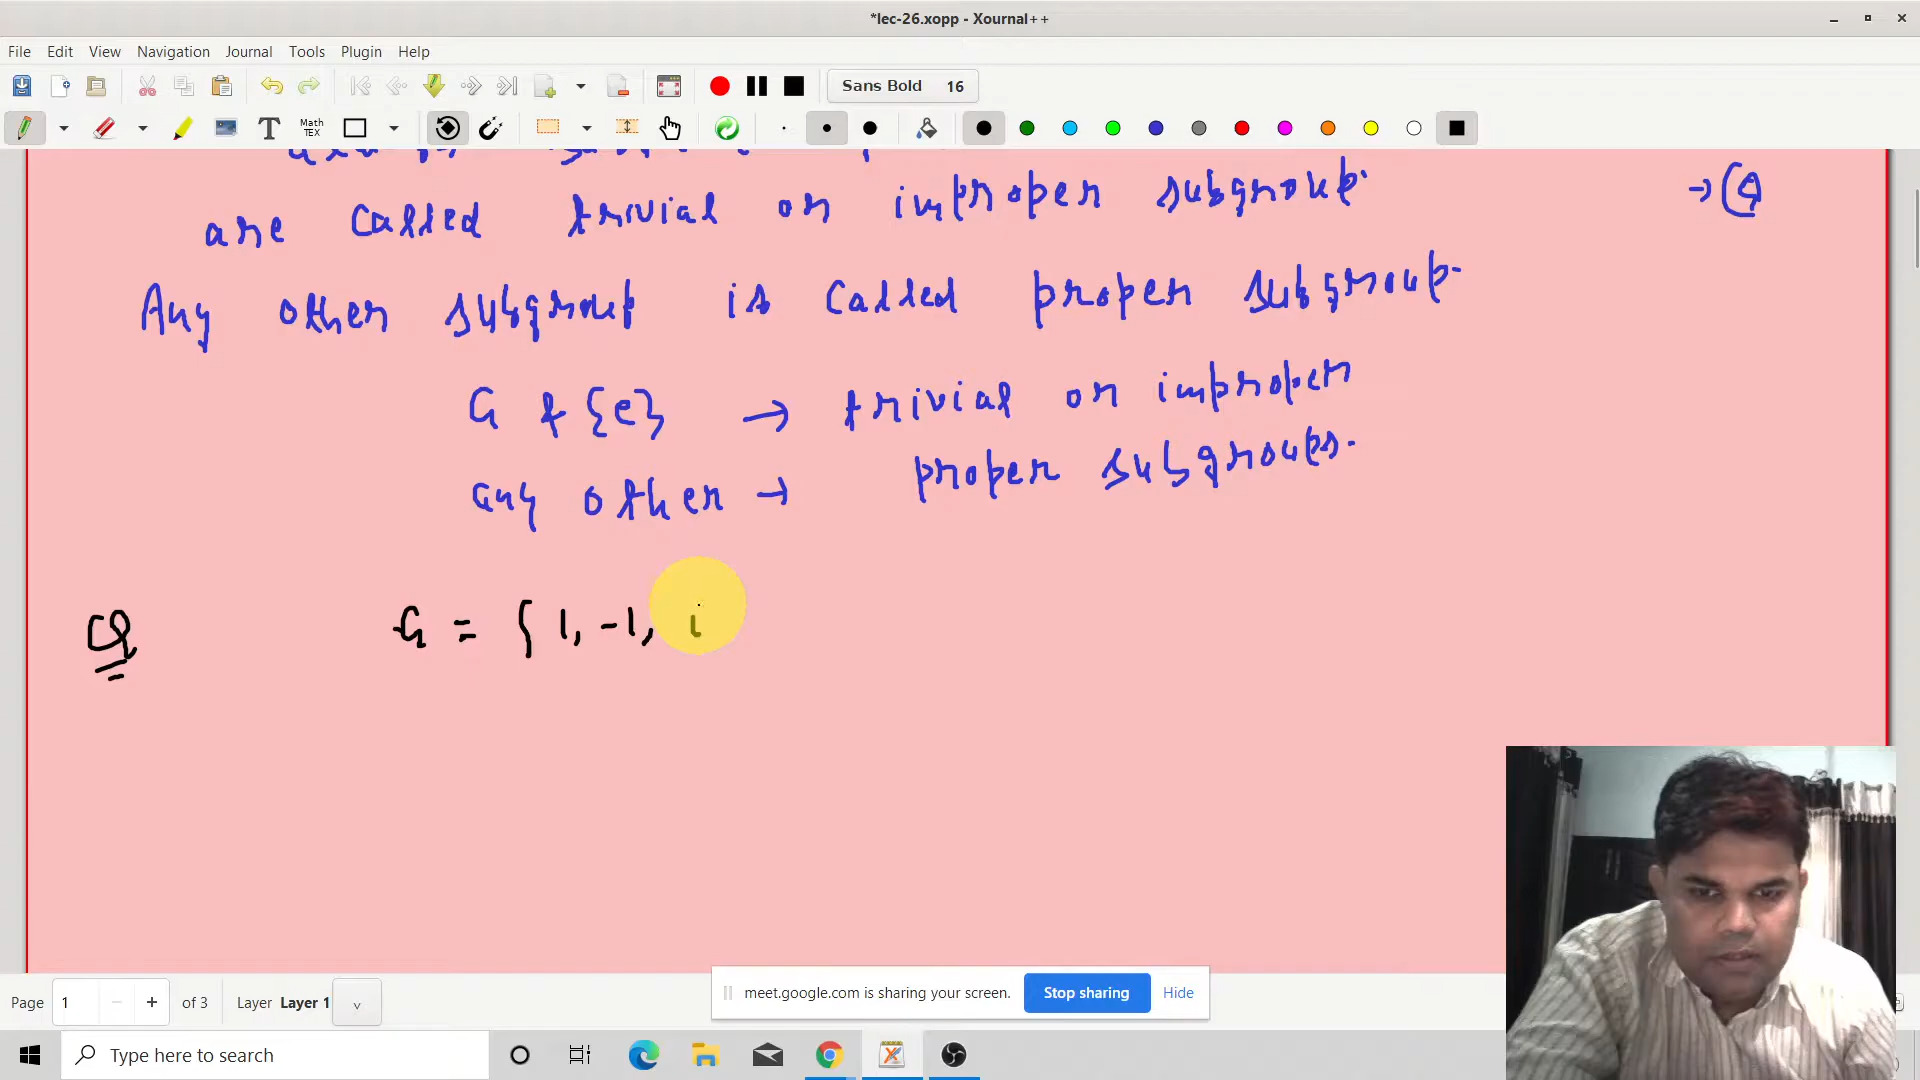 *lec-26.xopp - Xournal++
File Edit View Navigation Journal Tools Plugin Help
Sans Bold 16
Math TEX
are called trivial or improper subgroup.
Any other subgroup is called proper subgroup.
G & {e} → trivial or improper
any other → proper subgroups.
G = { 1, -1, i
Page 1 of 3 Layer Layer 1
meet.google.com is sharing your screen. Stop sharing Hide
Type here to search